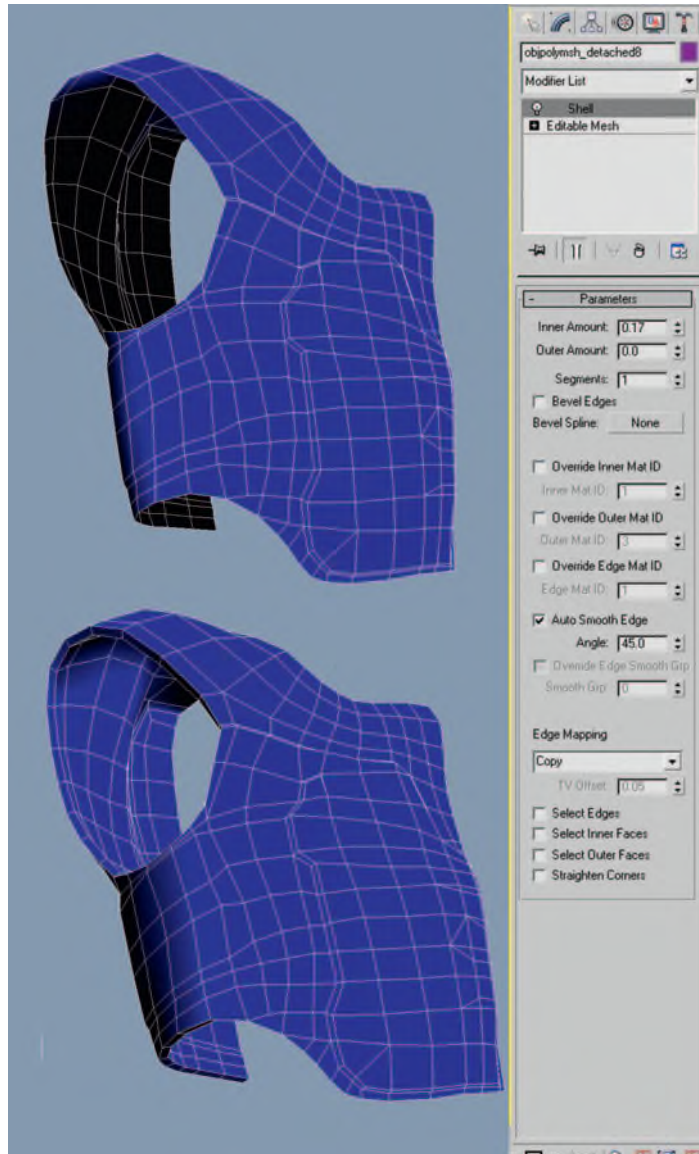 objpolymsh_detached8
Modifier List
Shell
Editable Mesh
- Parameters
Inner Amount: 0.17
Outer Amount: 0.0
Segments: 1
Bevel Edges
Bevel Spline: None
Override Inner Mat ID
Inner Mat ID: 1
Override Outer Mat ID
Outer Mat ID: 3
Override Edge Mat ID
Edge Mat ID: 1
Auto Smooth Edge
Angle: 45.0
Override Edge Smooth Grp
Smooth Grp: 0
Edge Mapping
Copy
TV Offset: 0.05
Select Edges
Select Inner Faces
Select Outer Faces
Straighten Corners